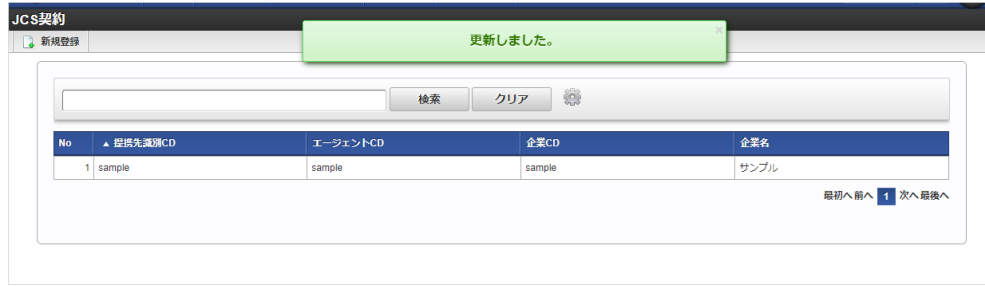 JCS契約
新規登録
更新しました。
×
検索 クリア
No ▲ 提携先識別CD エージェントCD 企業CD 企業名
1 sample sample sample サンプル
最初へ 前へ 1 次へ 最後へ